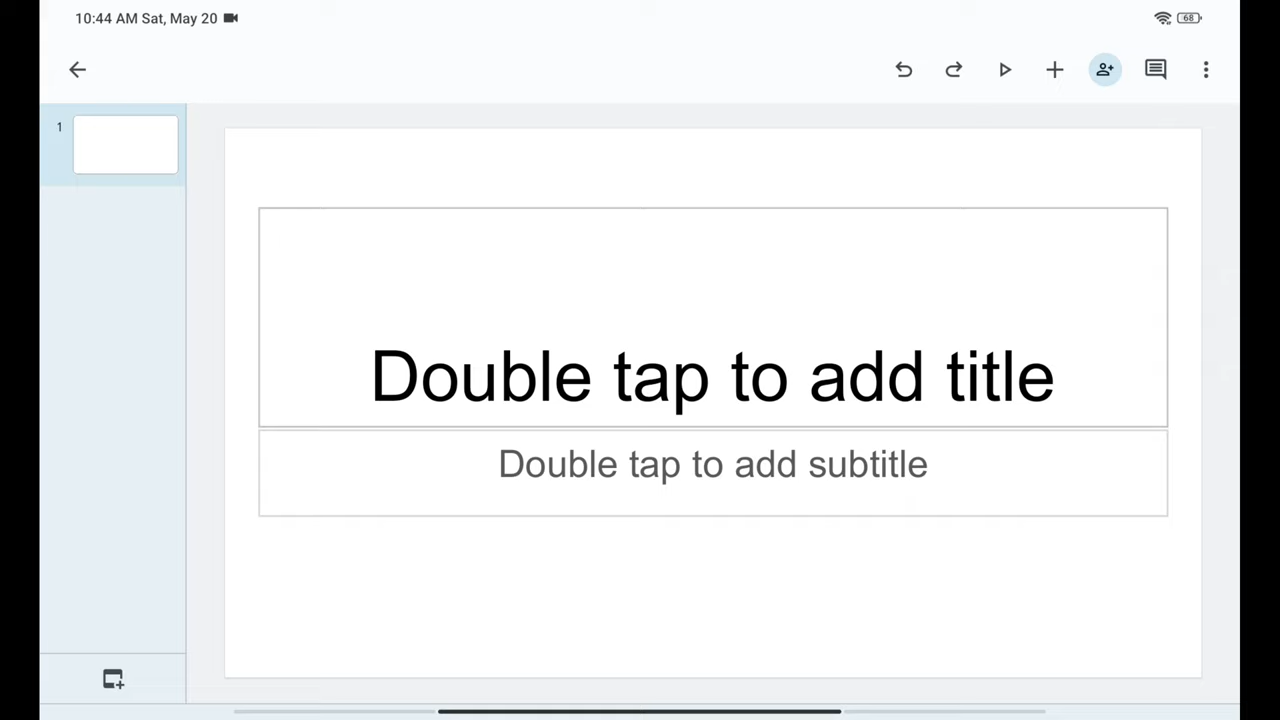 10:44 AM Sat, May 20
68
1
Double tap to add title
Double tap to add subtitle